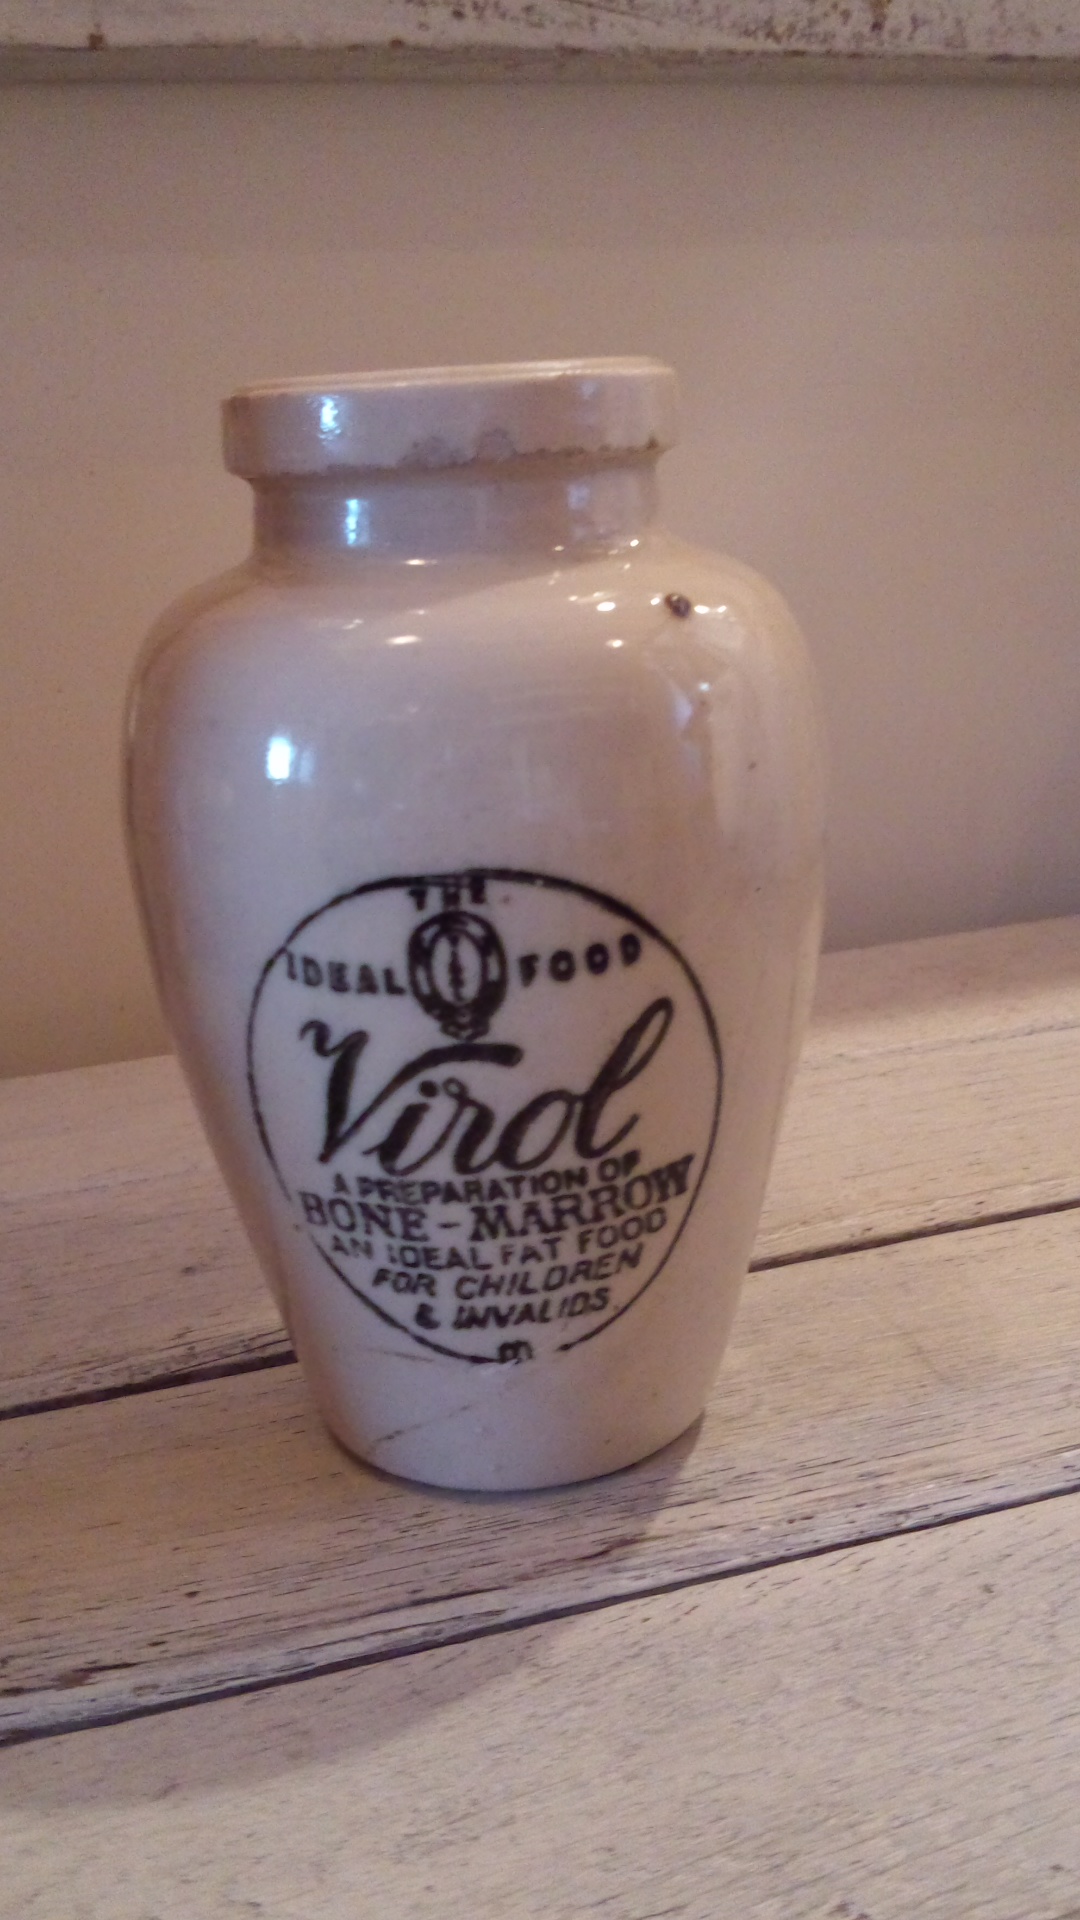 THE
IDEAL FOOD
Virol
A PREPARATION OF
BONE-MARROW
AN IDEAL FAT FOOD
FOR CHILDREN
& INVALIDS.
m